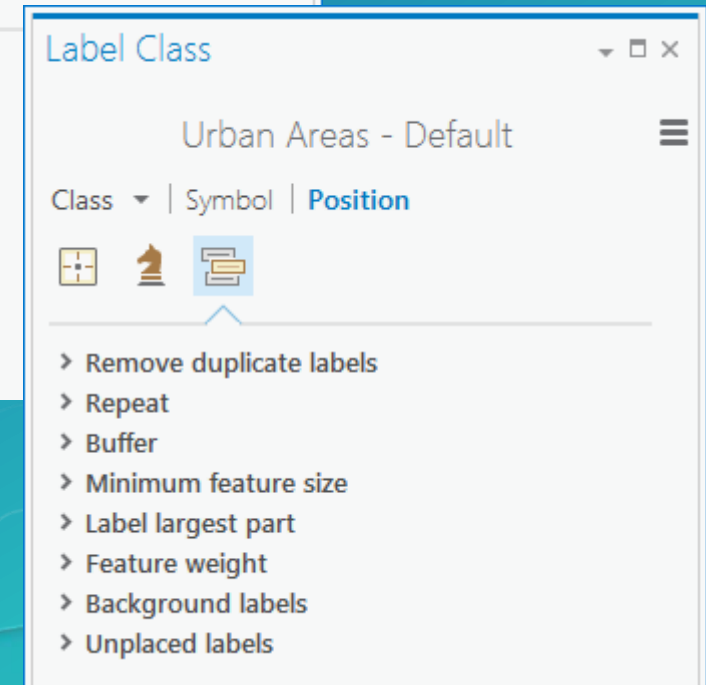 Label Class
Urban Areas - Default
Class | Symbol | Position
Remove duplicate labels
Repeat
Buffer
Minimum feature size
Label largest part
Feature weight
Background labels
Unplaced labels